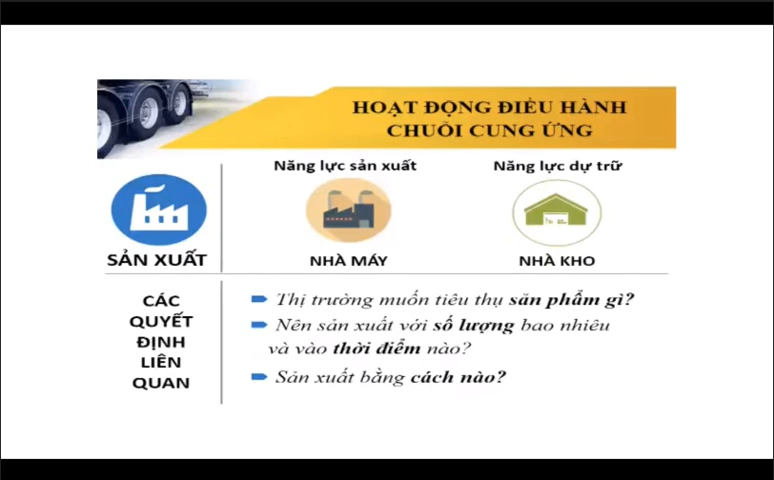 HOẠT ĐỘNG ĐIỀU HÀNH
CHUỖI CUNG ỨNG
Năng lực sản xuất
Năng lực dự trữ
SẢN XUẤT
NHÀ MÁY
NHÀ KHO
CÁC
QUYẾT
ĐỊNH
LIÊN
QUAN
Thị trường muốn tiêu thụ sản phẩm gì?
Nên sản xuất với số lượng bao nhiêu
và vào thời điểm nào?
Sản xuất bằng cách nào?